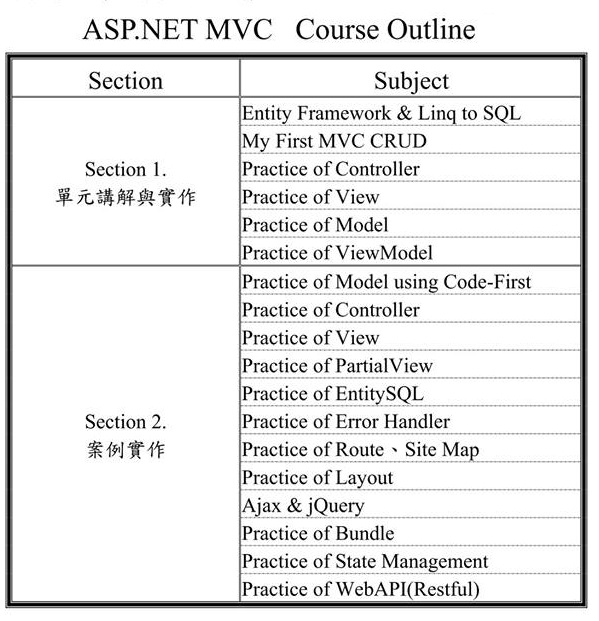 ASP.NET MVC Course Outline
Section Subject
Section 1.
單元講解與實作
Entity Framework & Linq to SQL
My First MVC CRUD
Practice of Controller
Practice of View
Practice of Model
Practice of ViewModel
Section 2.
案例實作
Practice of Model using Code-First
Practice of Controller
Practice of View
Practice of PartialView
Practice of EntitySQL
Practice of Error Handler
Practice of Route、Site Map
Practice of Layout
Ajax & jQuery
Practice of Bundle
Practice of State Management
Practice of WebAPI(Restful)